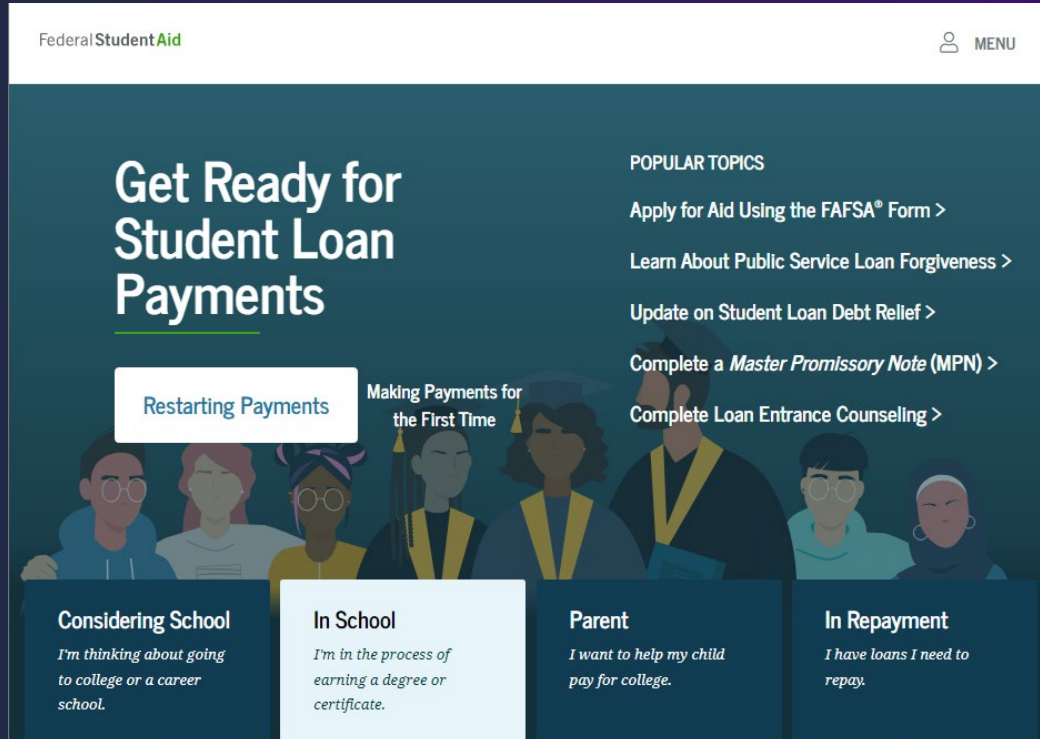 Federal Student Aid
MENU
Get Ready for
Student Loan
Payments
Restarting Payments
Making Payments for
the First Time
POPULAR TOPICS
Apply for Aid Using the FAFSA® Form >
Learn About Public Service Loan Forgiveness >
Update on Student Loan Debt Relief >
Complete a Master Promissory Note (MPN) >
Complete Loan Entrance Counseling >
Considering School
I'm thinking about going
to college or a career
school.
In School
I'm in the process of
earning a degree or
certificate.
Parent
I want to help my child
pay for college.
In Repayment
I have loans I need to
repay.